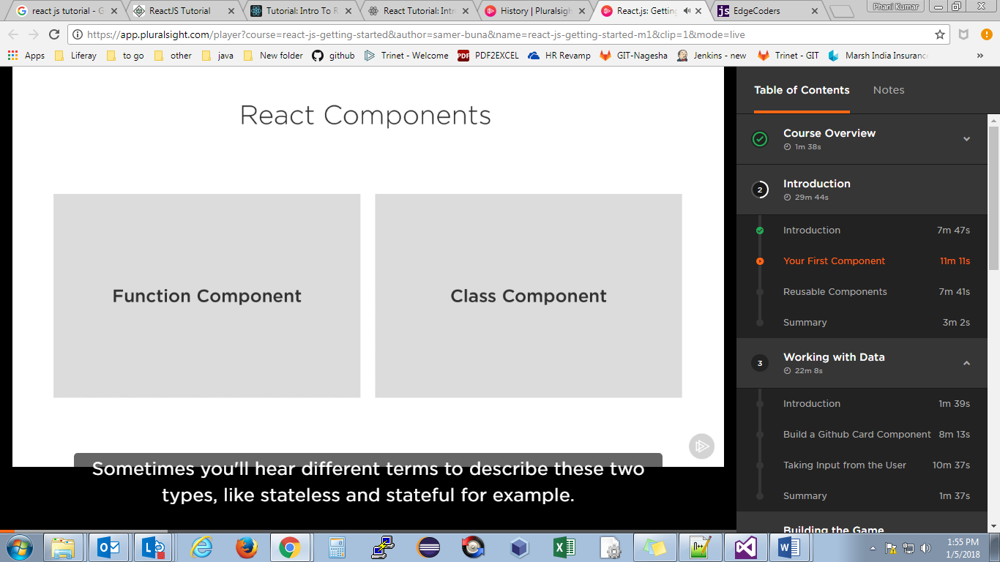 react js tutorial - G
ReactJS Tutorial
Tutorial: Intro To R
React Tutorial: Intr
History | Pluralsigh
React.js: Getting
js
EdgeCoders
Phani Kumar
https://app.pluralsight.com/player?course=react-js-getting-started&author=samer-buna&name=react-js-getting-started-m1&clip=1&mode=live
Apps
Liferay
to go
other
java
New folder
github
Trinet - Welcome
PDF
PDF2EXCEL
HR Revamp
GIT-Nagesha
Jenkins - new
Trinet - GIT
Marsh India Insuranc
»
React Components
Function Component
Class Component
Sometimes you'll hear different terms to describe these two
types, like stateless and stateful for example.
Table of Contents
Notes
Course Overview
1m 38s
2
Introduction
29m 44s
Introduction 7m 47s
Your First Component 11m 11s
Reusable Components 7m 41s
Summary 3m 2s
3
Working with Data
22m 8s
Introduction 1m 39s
Build a Github Card Component 8m 13s
Taking Input from the User 10m 37s
Summary 1m 37s
Building the Game
1:55 PM
1/5/2018